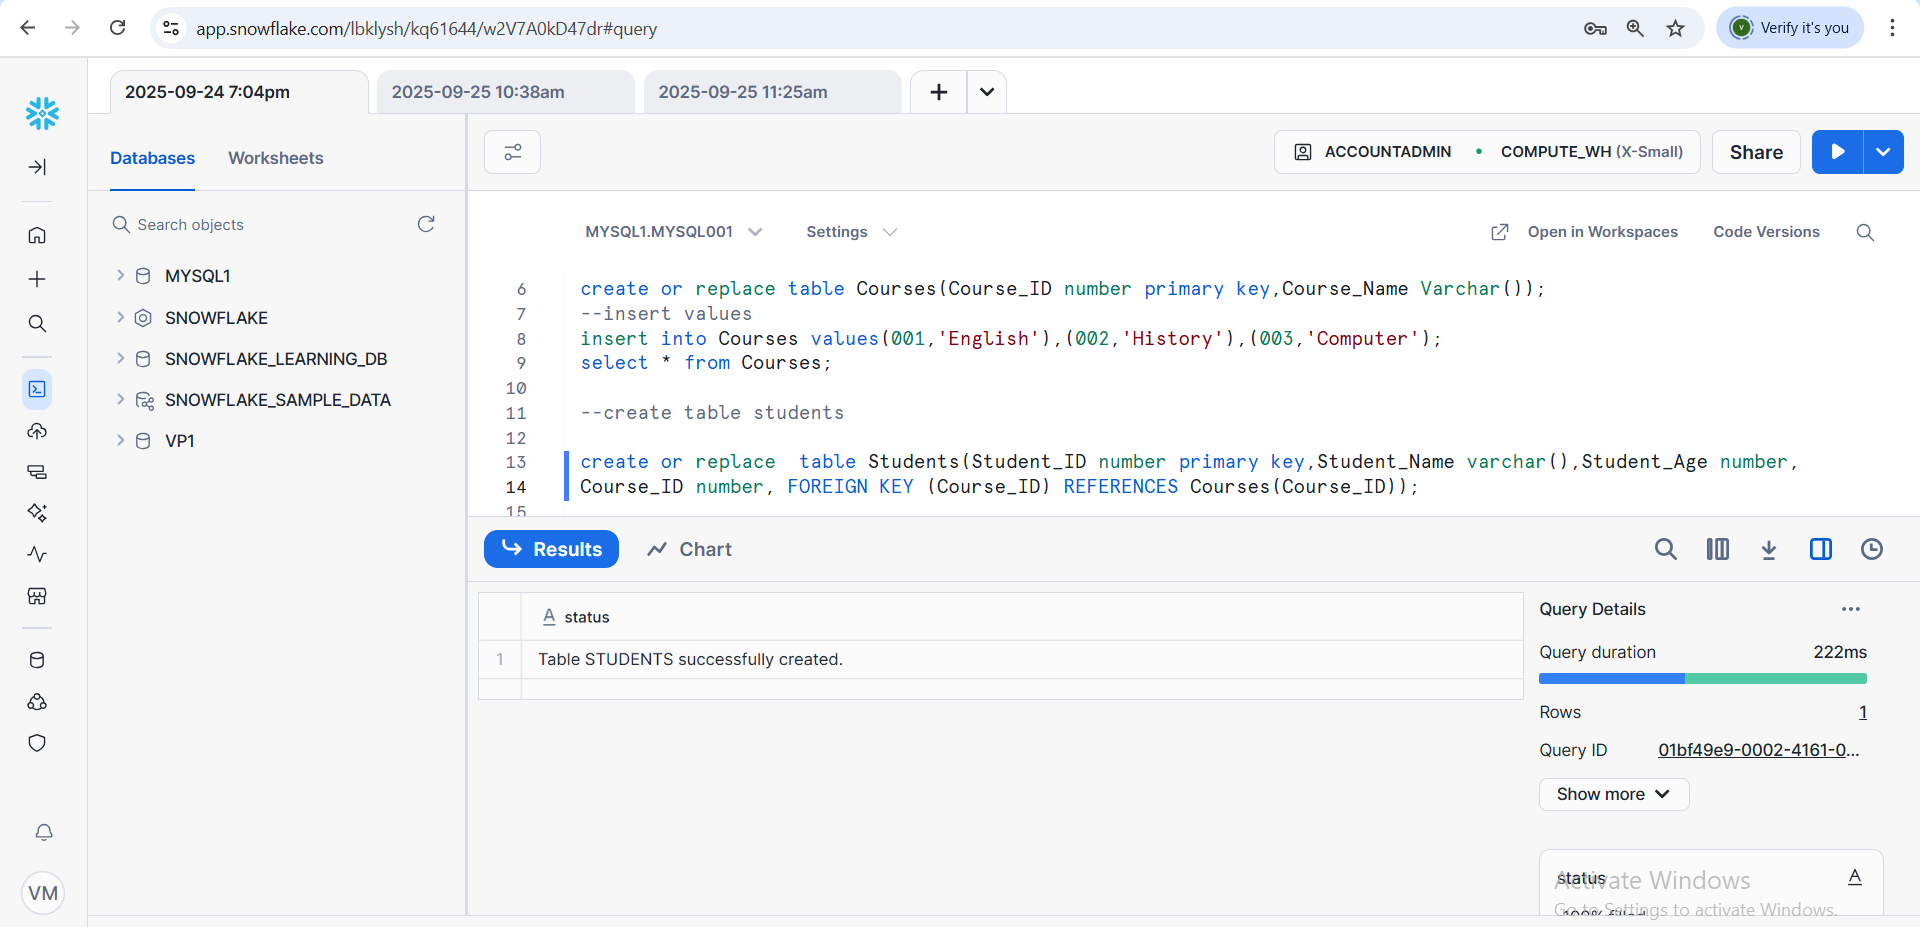 app.snowflake.com/lbklysh/kq61644/w2V7A0kD47dr#query
V
Verify it's you
2025-09-24 7:04pm
2025-09-25 10:38am
2025-09-25 11:25am
Databases
Worksheets
ACCOUNTADMIN
COMPUTE_WH (X-Small)
Share
Search objects
MYSQL1.MYSQL001
Settings
Open in Workspaces
Code Versions
MYSQL1
SNOWFLAKE
SNOWFLAKE_LEARNING_DB
SNOWFLAKE_SAMPLE_DATA
VP1
6 create or replace table Courses(Course_ID number primary key,Course_Name Varchar());
7 --insert values
8 insert into Courses values(001,'English'),(002,'History'),(003,'Computer');
9 select * from Courses;
10
11 --create table students
12
13 create or replace  table Students(Student_ID number primary key,Student_Name varchar(),Student_Age number,
14 Course_ID number, FOREIGN KEY (Course_ID) REFERENCES Courses(Course_ID));
15
Results
Chart
A status
1 Table STUDENTS successfully created.
Query Details
Query duration 222ms
Rows 1
Query ID 01bf49e9-0002-4161-0...
Show more
status A
100% filled
Activate Windows
Go to Settings to activate Windows.
VM